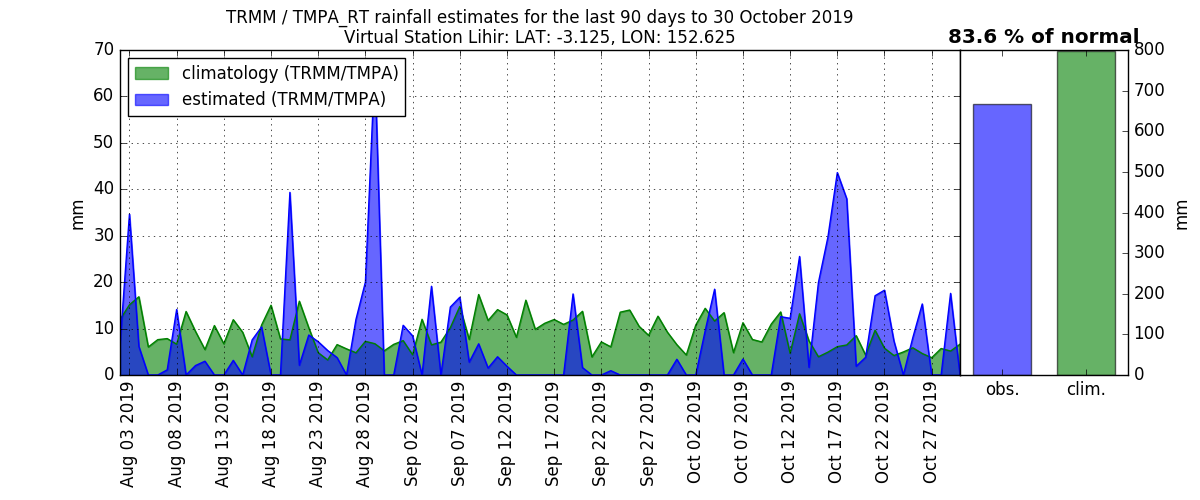 TRMM / TMPA_RT rainfall estimates for the last 90 days to 30 October 2019
Virtual Station Lihir: LAT: -3.125, LON: 152.625
83.6 % of normal
climatology (TRMM/TMPA)
estimated (TRMM/TMPA)
70
60
50
40
30
20
10
0
mm
Aug 03 2019
Aug 08 2019
Aug 13 2019
Aug 18 2019
Aug 23 2019
Aug 28 2019
Sep 02 2019
Sep 07 2019
Sep 12 2019
Sep 17 2019
Sep 22 2019
Sep 27 2019
Oct 02 2019
Oct 07 2019
Oct 12 2019
Oct 17 2019
Oct 22 2019
Oct 27 2019
obs.
clim.
800
700
600
500
400
300
200
100
0
mm